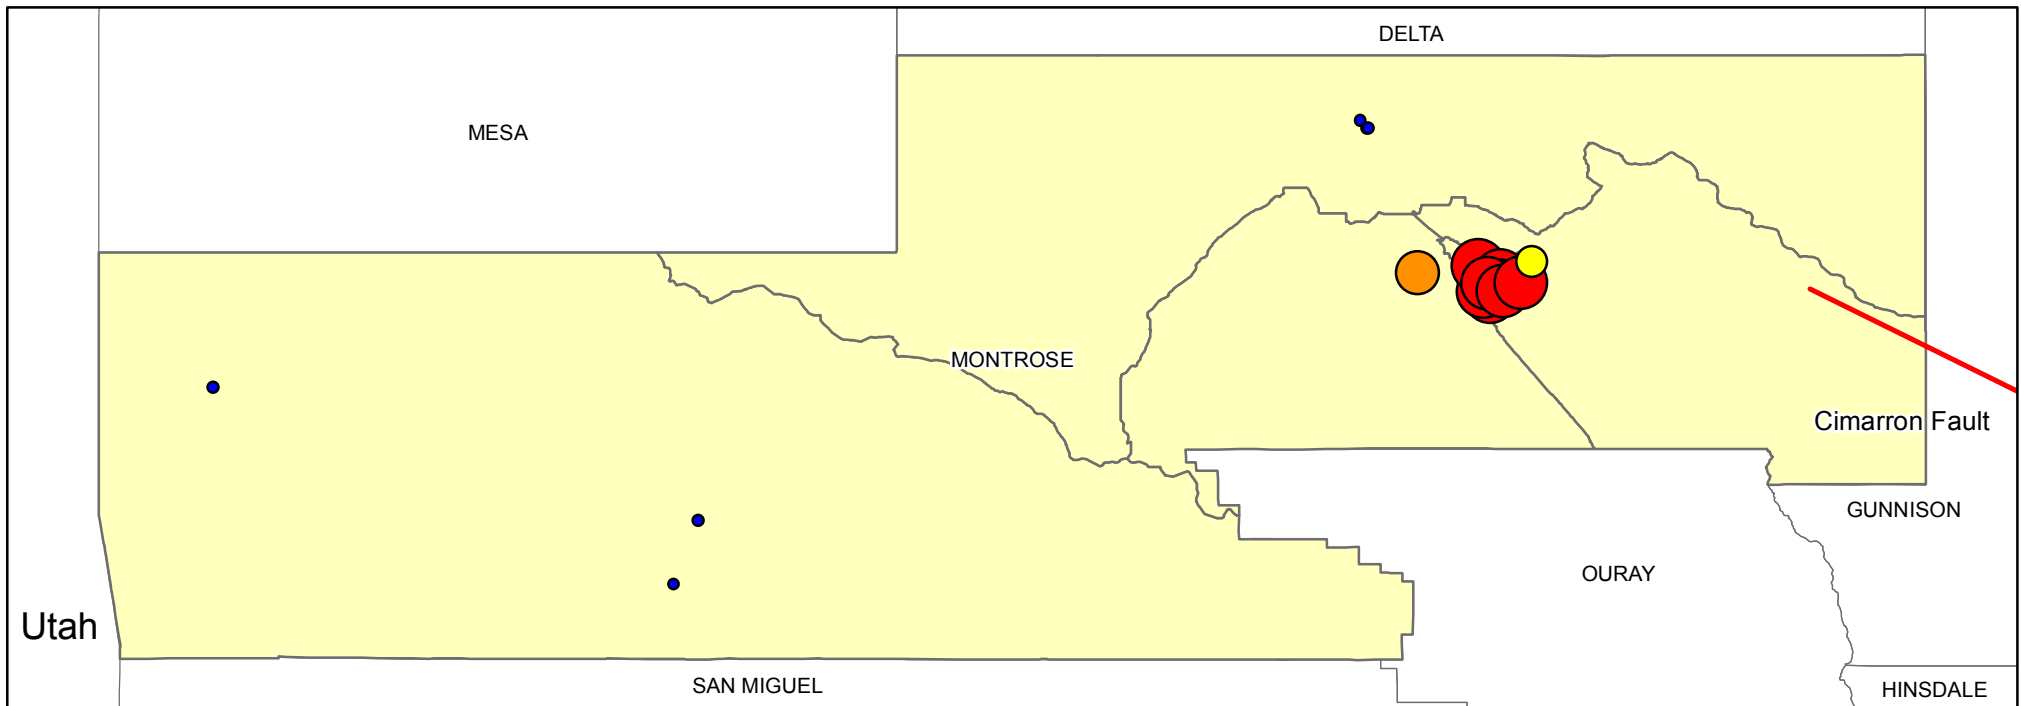 DELTA
MESA
MONTROSE
Cimarron Fault
GUNNISON
OURAY
Utah
SAN MIGUEL
HINSDALE